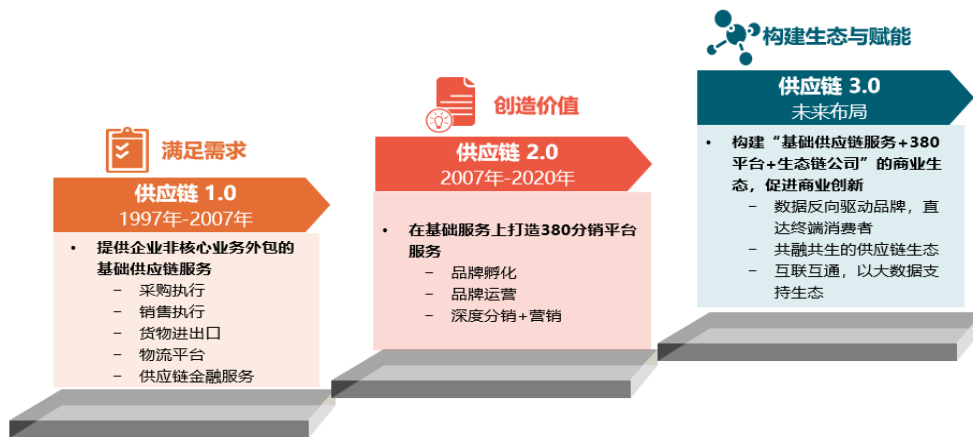 满足需求
供应链 1.0
1997年-2007年
• 提供企业非核心业务外包的
基础供应链服务
– 采购执行
– 销售执行
– 货物进出口
– 物流平台
– 供应链金融服务
创造价值
供应链 2.0
2007年-2020年
• 在基础服务上打造380分销平台
服务
– 品牌孵化
– 品牌运营
– 深度分销+营销
构建生态与赋能
供应链 3.0
未来布局
• 构建“基础供应链服务+380
平台+生态链公司”的商业生
态，促进商业创新
– 数据反向驱动品牌，直
达终端消费者
– 共融共生的供应链生态
– 互联互通，以大数据支
持生态